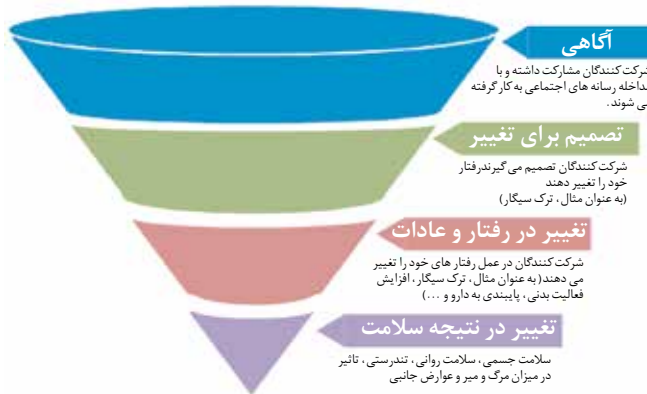 آگاهی
شرکت کنندگان مشارکت داشته و با
مداخله رسانه های اجتماعی به کار گرفته
می شوند.
تصمیم برای تغییر
شرکت کنندگان تصمیم می گیرندرفتار
خود را تغییر دهند
(به عنوان مثال، ترک سیگار)
تغییر در رفتار و عادات
شرکت کنندگان در عمل رفتار های خود را تغییر
می دهند( به عنوان مثال، ترک سیگار، افزایش
فعالیت بدنی، پایبندی به دارو و ...)
تغییر در نتیجه سلامت
سلامت جسمی، سلامت روانی، تندرستی، تاثیر
در میزان مرگ و میر و عوارض جانبی